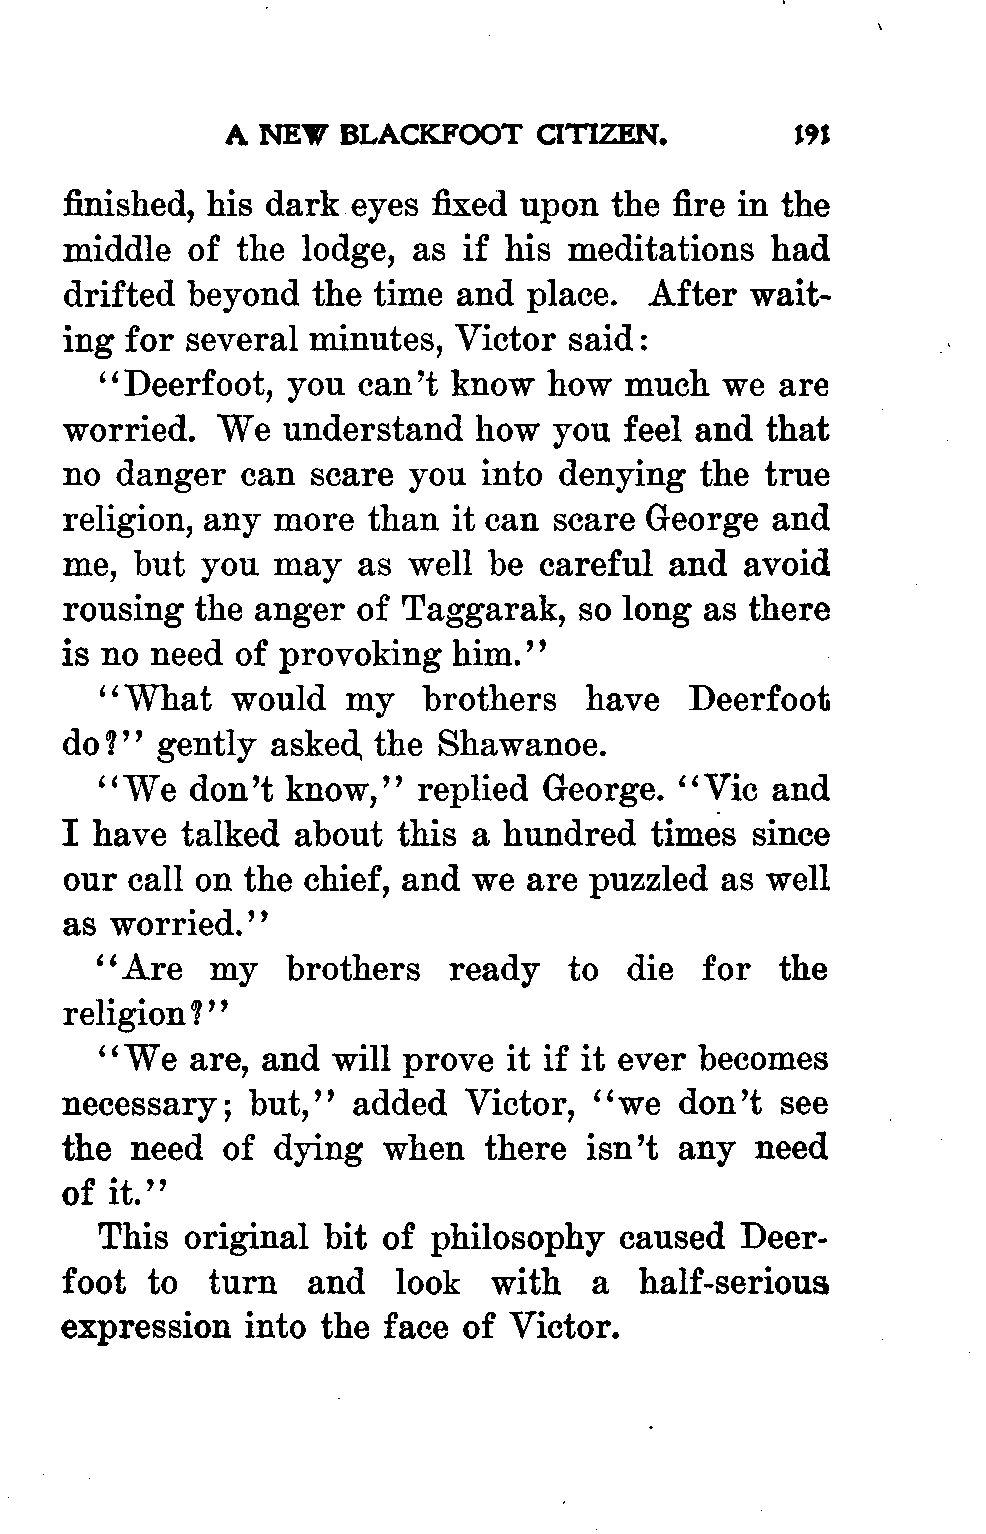 A NEW BLACKFOOT CITIZEN. 191
finished, his dark eyes fixed upon the fire in the
middle of the lodge, as if his meditations had
drifted beyond the time and place. After wait-
ing for several minutes, Victor said:
"Deerfoot, you can't know how much we are
worried. We understand how you feel and that
no danger can scare you into denying the true
religion, any more than it can scare George and
me, but you may as well be careful and avoid
rousing the anger of Taggarak, so long as there
is no need of provoking him."
"What would my brothers have Deerfoot
do?" gently asked the Shawanoe.
"We don't know," replied George. "Vic and
I have talked about this a hundred times since
our call on the chief, and we are puzzled as well
as worried."
"Are my brothers ready to die for the
religion?"
"We are, and will prove it if it ever becomes
necessary; but," added Victor, "we don't see
the need of dying when there isn't any need
of it."
This original bit of philosophy caused Deer-
foot to turn and look with a half-serious
expression into the face of Victor.